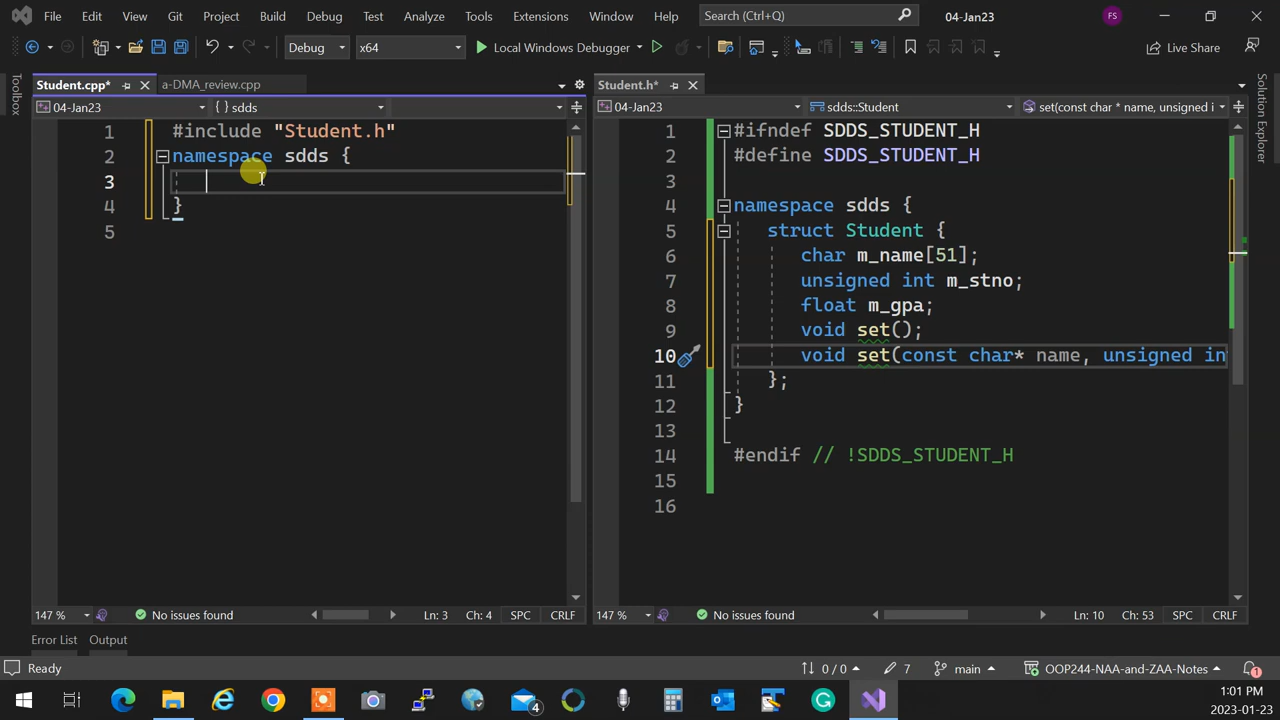 File Edit View Git Project Build Debug Test Analyze Tools Extensions Window Help Search (Ctrl+Q) 04-Jan23 FS
Debug x64 Local Windows Debugger Live Share
Toolbox
Student.cpp* a-DMA_review.cpp
04-Jan23 { } sdds
1 #include "Student.h"
2 namespace sdds {
3
4 }
5
147 % No issues found Ln: 3 Ch: 4 SPC CRLF
Student.h*
04-Jan23 sdds::Student set(const char * name, unsigned i
1 #ifndef SDDS_STUDENT_H
2 #define SDDS_STUDENT_H
3
4 namespace sdds {
5 struct Student {
6 char m_name[51];
7 unsigned int m_stno;
8 float m_gpa;
9 void set();
10 void set(const char* name, unsigned in
11 };
12 }
13
14 #endif // !SDDS_STUDENT_H
15
16
147 % No issues found Ln: 10 Ch: 53 SPC CRLF
Solution Explorer
Error List Output
Ready 0 / 0 7 main OOP244-NAA-and-ZAA-Notes 1
4
1:01 PM
2023-01-23